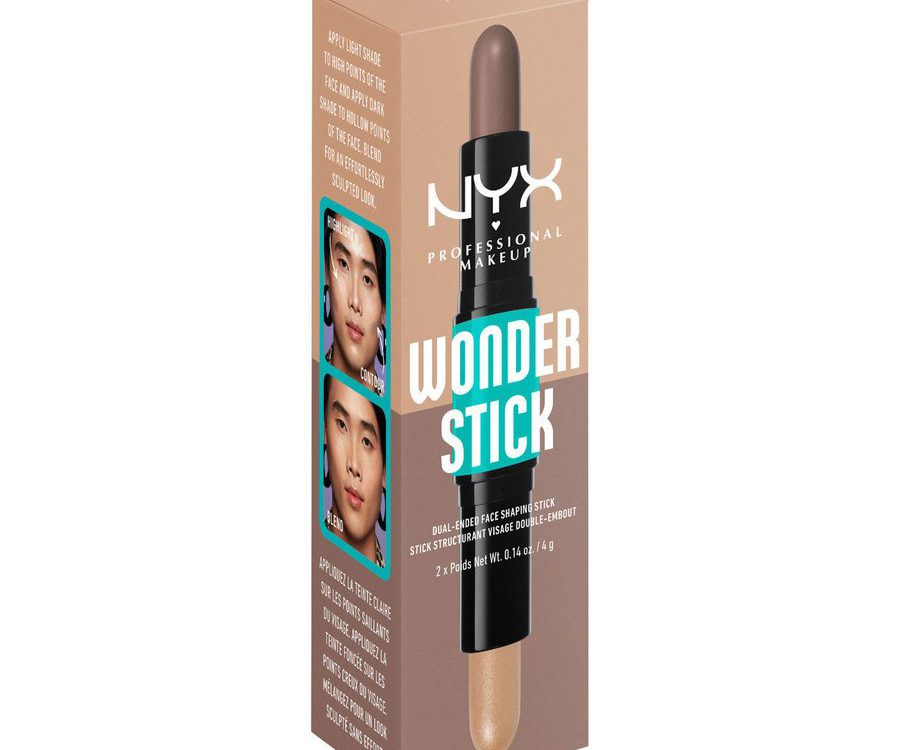 APPLY LIGHT SHADE
TO HIGH POINTS OF THE
FACE AND APPLY DARK
SHADE TO HOLLOW POINTS
OF THE FACE. BLEND
FOR AN EFFORTLESSLY
SCULPTED LOOK.
HIGHLIGHT
CONTOUR
BLEND
APPLIQUEZ LA TEINTE CLAIRE
SUR LES POINTS SAILLANTS
DU VISAGE. APPLIQUEZ LA
TEINTE FONCÉE SUR LES
POINTS CREUX DU VISAGE.
MÉLANGEZ POUR UN LOOK
SCULPTÉ SANS EFFORT
NYX
PROFESSIONAL
MAKEUP
WONDER
STICK
DUAL-ENDED FACE SHAPING STICK
STICK STRUCTURANT VISAGE DOUBLE-EMBOUT
2 x Poids Net Wt. 0.14 oz. / 4 g